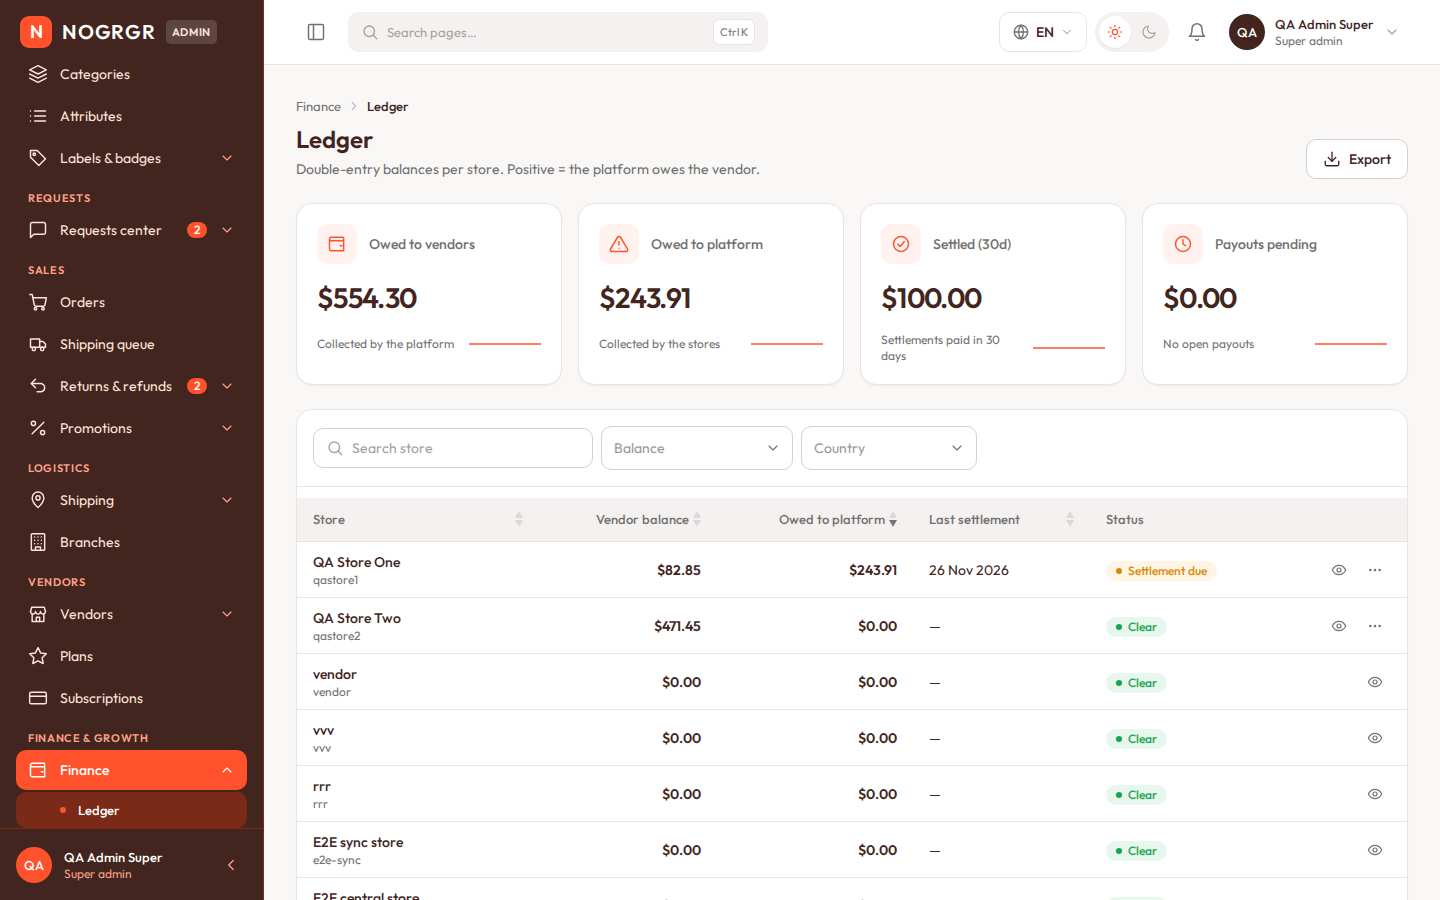 N NOGRGR ADMIN
Categories
Attributes
Labels & badges
REQUESTS
Requests center 2
SALES
Orders
Shipping queue
Returns & refunds 2
Promotions
LOGISTICS
Shipping
Branches
VENDORS
Vendors
Plans
Subscriptions
FINANCE & GROWTH
Finance
Ledger
QA QA Admin Super
Super admin
Search pages... Ctrl K
EN
QA QA Admin Super
Super admin
Finance > Ledger
Ledger
Double-entry balances per store. Positive = the platform owes the vendor.
Export
Owed to vendors
$554.30
Collected by the platform
Owed to platform
$243.91
Collected by the stores
Settled (30d)
$100.00
Settlements paid in 30
days
Payouts pending
$0.00
No open payouts
Search store Balance Country
Store Vendor balance Owed to platform Last settlement Status
QA Store One $82.85 $243.91 26 Nov 2026 Settlement due
qastore1
QA Store Two $471.45 $0.00 — Clear
qastore2
vendor $0.00 $0.00 — Clear
vendor
vvv $0.00 $0.00 — Clear
vvv
rrr $0.00 $0.00 — Clear
rrr
E2E sync store $0.00 $0.00 — Clear
e2e-sync
E2E central store